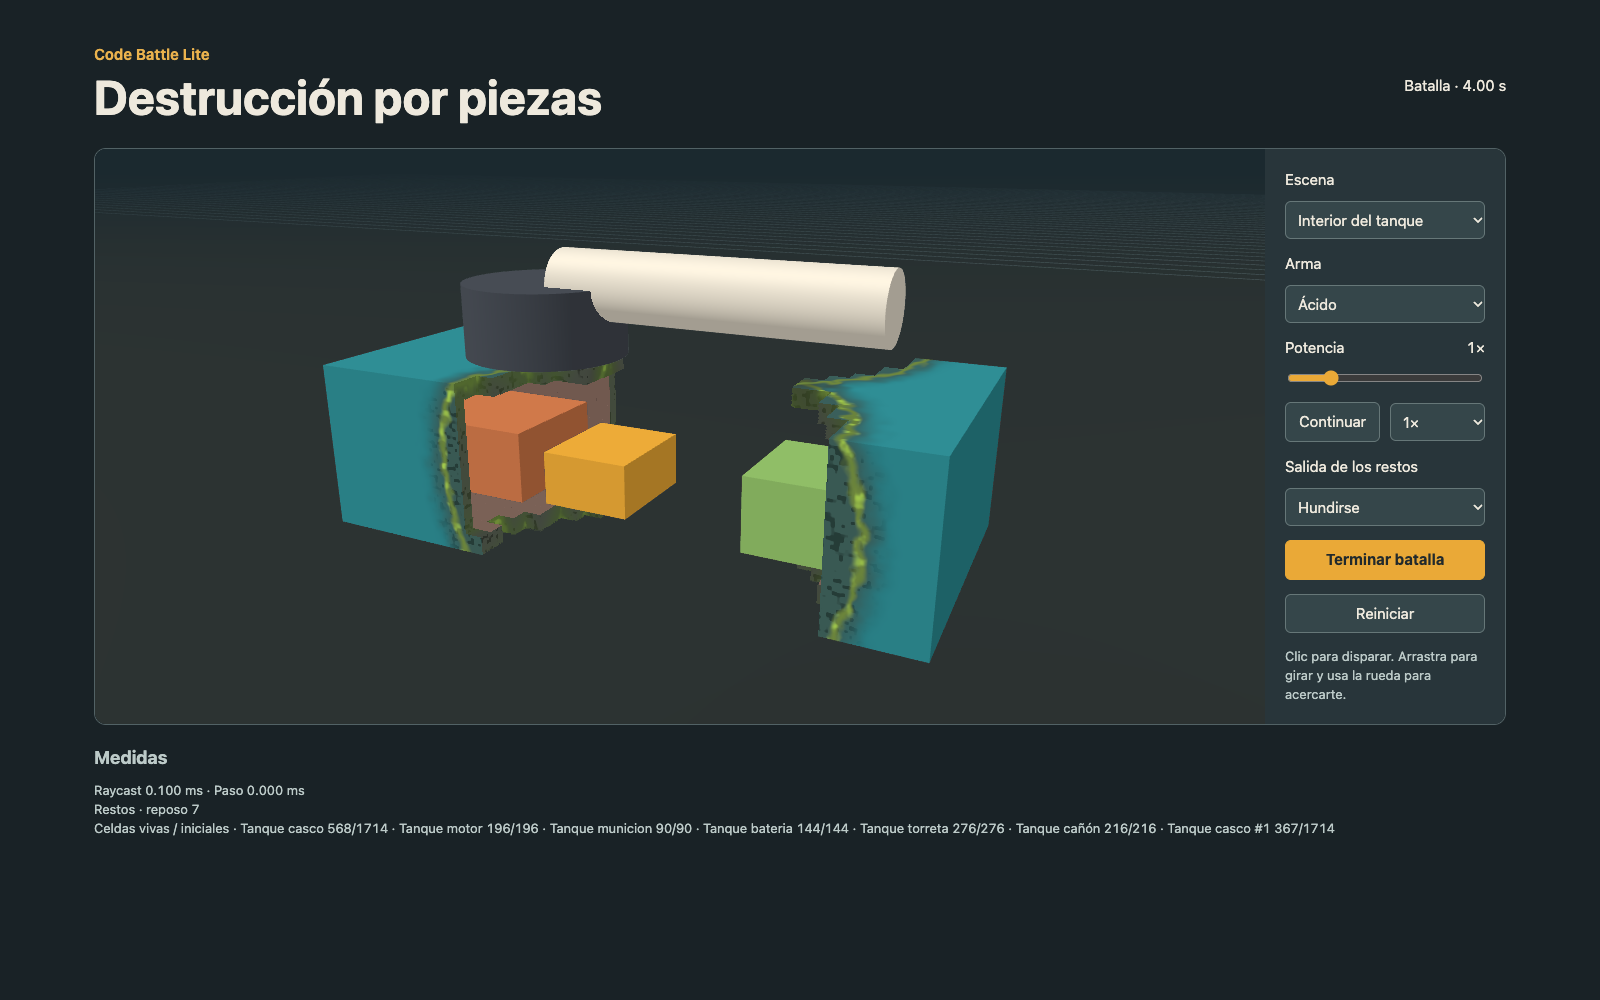 Code Battle Lite
Destrucción por piezas
Batalla · 4.00 s
Escena
Interior del tanque
Arma
Ácido
Potencia 1×
Continuar 1×
Salida de los restos
Hundirse
Terminar batalla
Reiniciar
Clic para disparar. Arrastra para
girar y usa la rueda para
acercarte.
Medidas
Raycast 0.100 ms · Paso 0.000 ms
Restos · reposo 7
Celdas vivas / iniciales · Tanque casco 568/1714 · Tanque motor 196/196 · Tanque municion 90/90 · Tanque bateria 144/144 · Tanque torreta 276/276 · Tanque cañón 216/216 · Tanque casco #1 367/1714